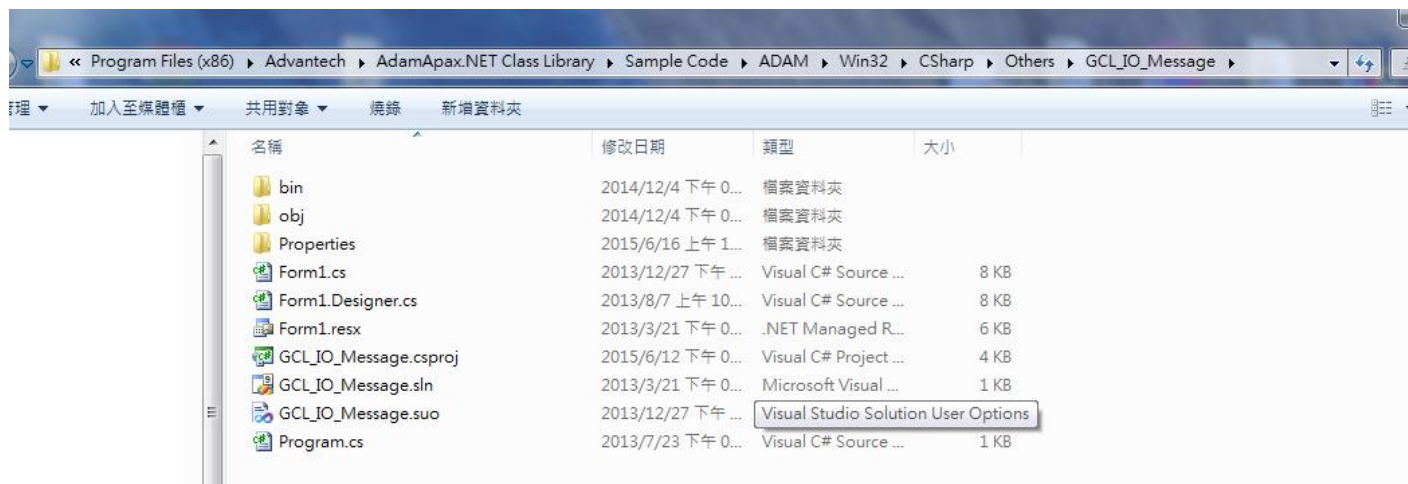 « Program Files (x86) ▸ Advantech ▸ AdamApax.NET Class Library ▸ Sample Code ▸ ADAM ▸ Win32 ▸ CSharp ▸ Others ▸ GCL_IO_Message ▸
理 ▼ 加入至媒體櫃 ▼ 共用對象 ▼ 燒錄 新增資料夾
名稱 修改日期 類型 大小
bin 2014/12/4 下午 0... 檔案資料夾
obj 2014/12/4 下午 0... 檔案資料夾
Properties 2015/6/16 上午 1... 檔案資料夾
Form1.cs 2013/12/27 下午 ... Visual C# Source ... 8 KB
Form1.Designer.cs 2013/8/7 上午 10... Visual C# Source ... 8 KB
Form1.resx 2013/3/21 下午 0... .NET Managed R... 6 KB
GCL_IO_Message.csproj 2015/6/12 下午 0... Visual C# Project ... 4 KB
GCL_IO_Message.sln 2013/3/21 下午 0... Microsoft Visual ... 1 KB
GCL_IO_Message.suo 2013/12/27 下午 ... Visual Studio Solution User Options
Program.cs 2013/7/23 下午 0... Visual C# Source ... 1 KB